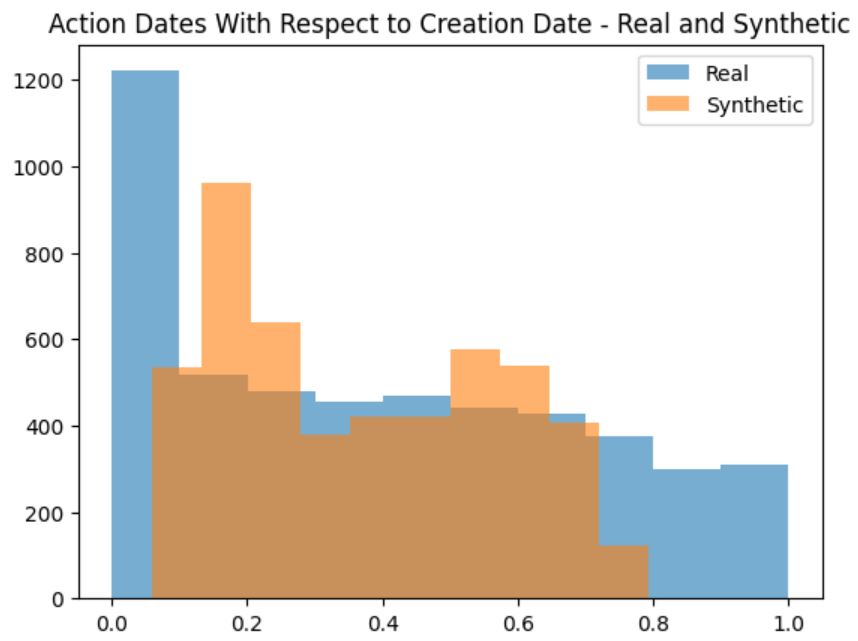 Action Dates With Respect to Creation Date - Real and Synthetic
Real
Synthetic
1200
1000
800
600
400
200
0
0.0 0.2 0.4 0.6 0.8 1.0